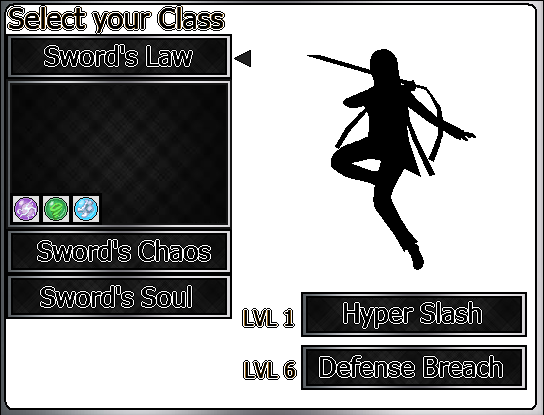 Select your Class
Sword's Law
Sword's Chaos
Sword's Soul
LVL 1 Hyper Slash
LVL 6 Defense Breach